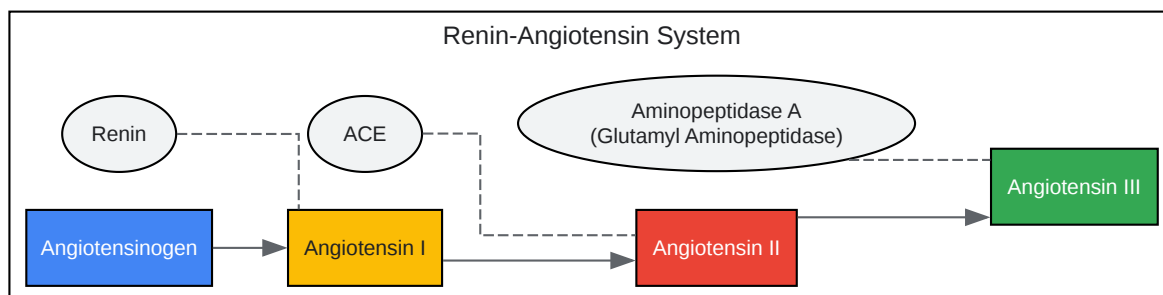 Renin-Angiotensin System
Renin
ACE
Aminopeptidase A
(Glutamyl Aminopeptidase)
Angiotensinogen
Angiotensin I
Angiotensin II
Angiotensin III